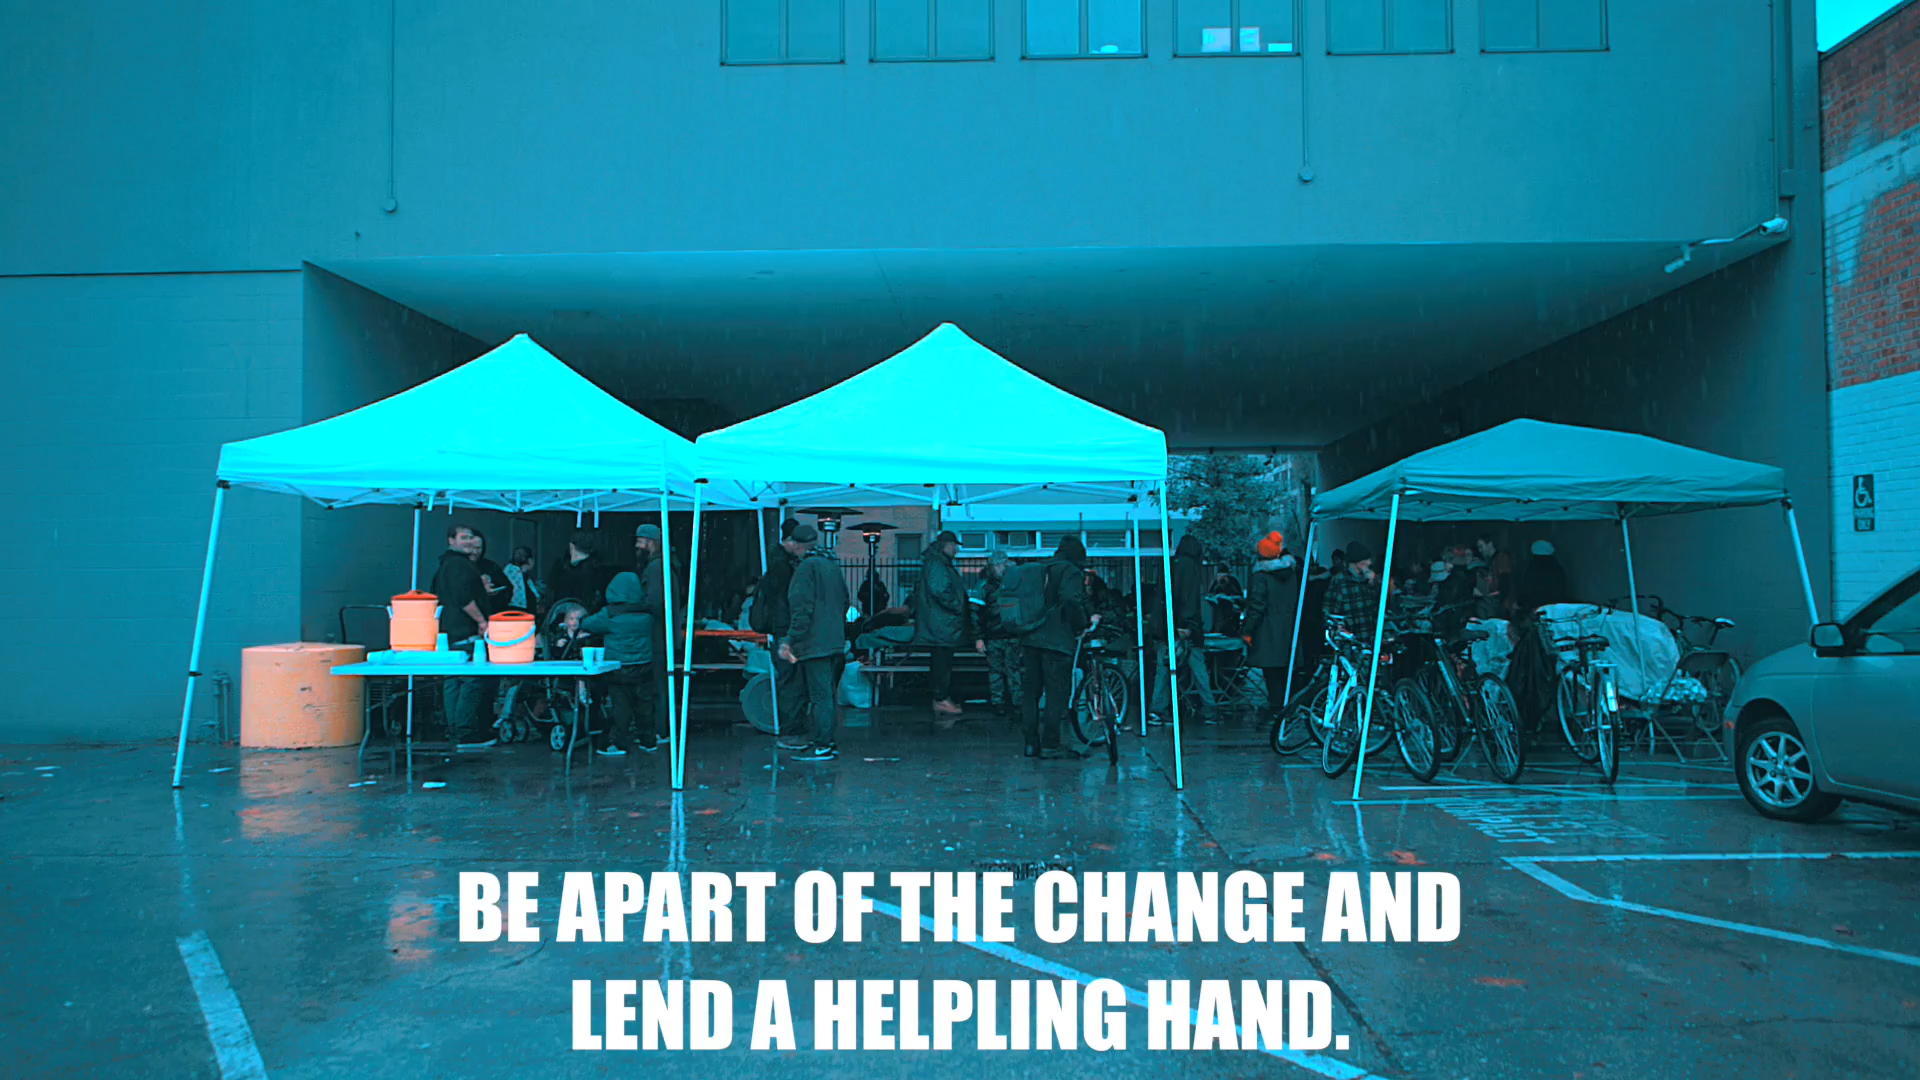 BE APART OF THE CHANGE AND
LEND A HELPLING HAND.